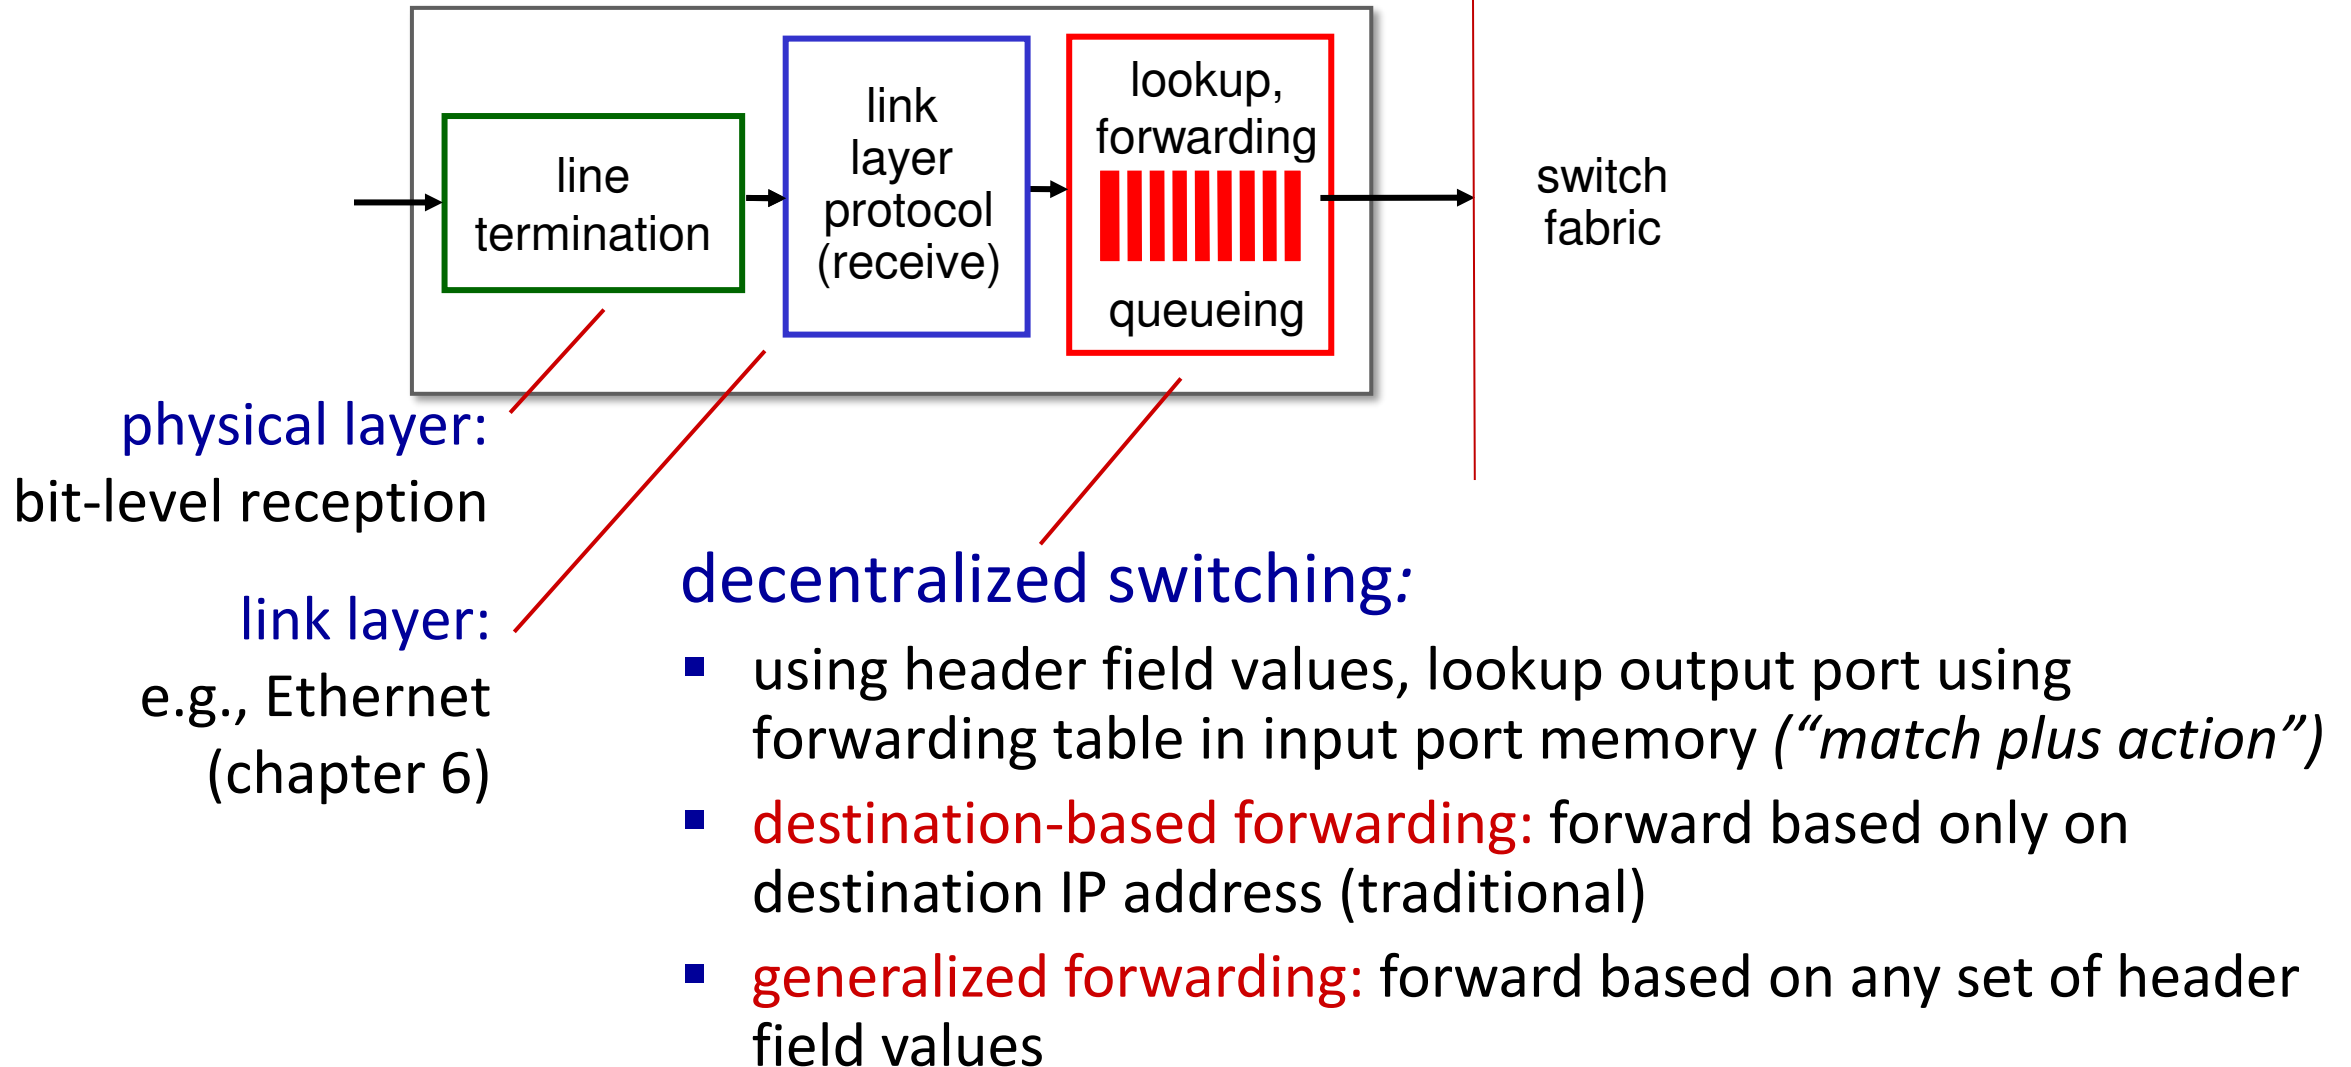 line
termination
link
layer
protocol
(receive)
lookup,
forwarding
queueing
switch
fabric
physical layer:
bit-level reception
link layer:
e.g., Ethernet
(chapter 6)
decentralized switching:
▪ using header field values, lookup output port using
forwarding table in input port memory (“match plus action”)
▪ destination-based forwarding: forward based only on
destination IP address (traditional)
▪ generalized forwarding: forward based on any set of header
field values